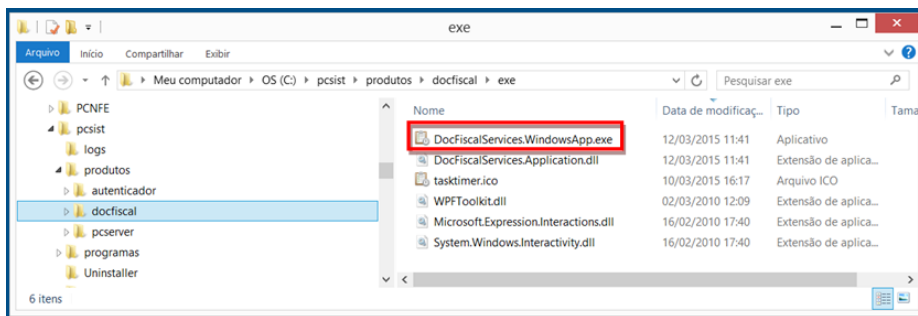 exe
Arquivo Início Compartilhar Exibir
Meu computador OS (C:) pcsist produtos docfiscal exe Pesquisar exe
PCNFE
pcsist
logs
produtos
autenticador
docfiscal
pcserver
programas
Uninstaller
Nome Data de modificaç... Tipo Tama
DocFiscalServices.WindowsApp.exe 12/03/2015 11:41 Aplicativo
DocFiscalServices.Application.dll 12/03/2015 11:41 Extensão de aplica...
tasktimer.ico 10/03/2015 16:17 Arquivo ICO
WPFToolkit.dll 02/03/2010 12:09 Extensão de aplica...
Microsoft.Expression.Interactions.dll 16/02/2010 17:40 Extensão de aplica...
System.Windows.Interactivity.dll 16/02/2010 17:40 Extensão de aplica...
6 itens